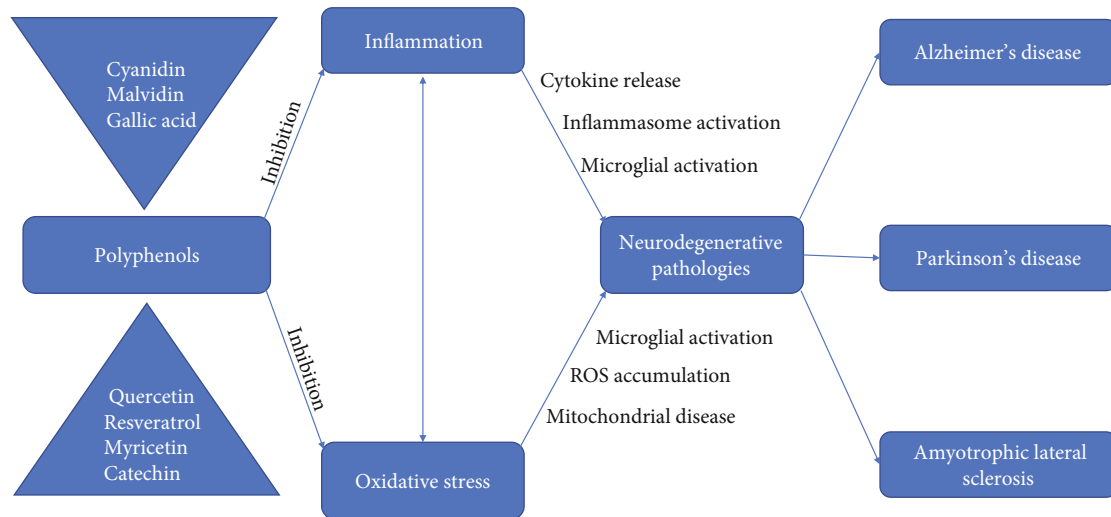 Cyanidin
Malvidin
Gallic acid
Polyphenols
Quercetin
Resveratrol
Myricetin
Catechin
Inhibition
Inhibition
Inflammation
Oxidative stress
Cytokine release
Inflammasome activation
Microglial activation
Neurodegenerative
pathologies
Microglial activation
ROS accumulation
Mitochondrial disease
Alzheimer's disease
Parkinson's disease
Amyotrophic lateral
sclerosis